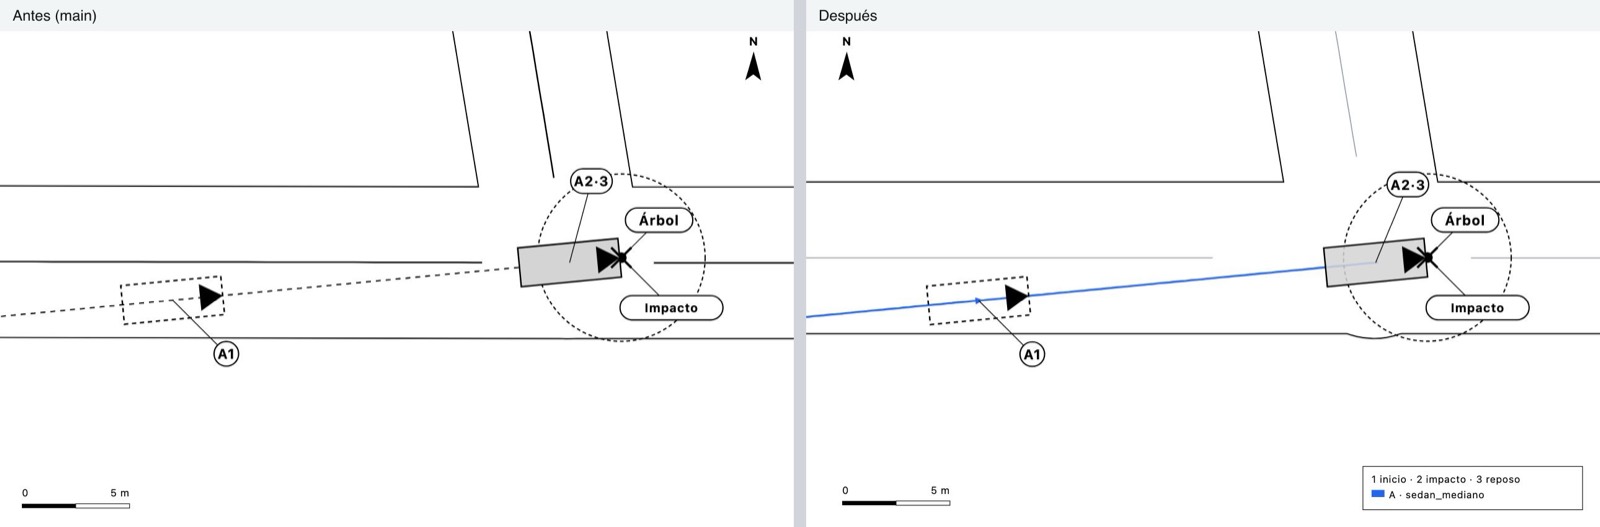 Antes (main)
N
A2·3
Árbol
Impacto
A1
0 5 m
Después
N
A2·3
Árbol
Impacto
A1
0 5 m
1 inicio · 2 impacto · 3 reposo
A · sedan_mediano